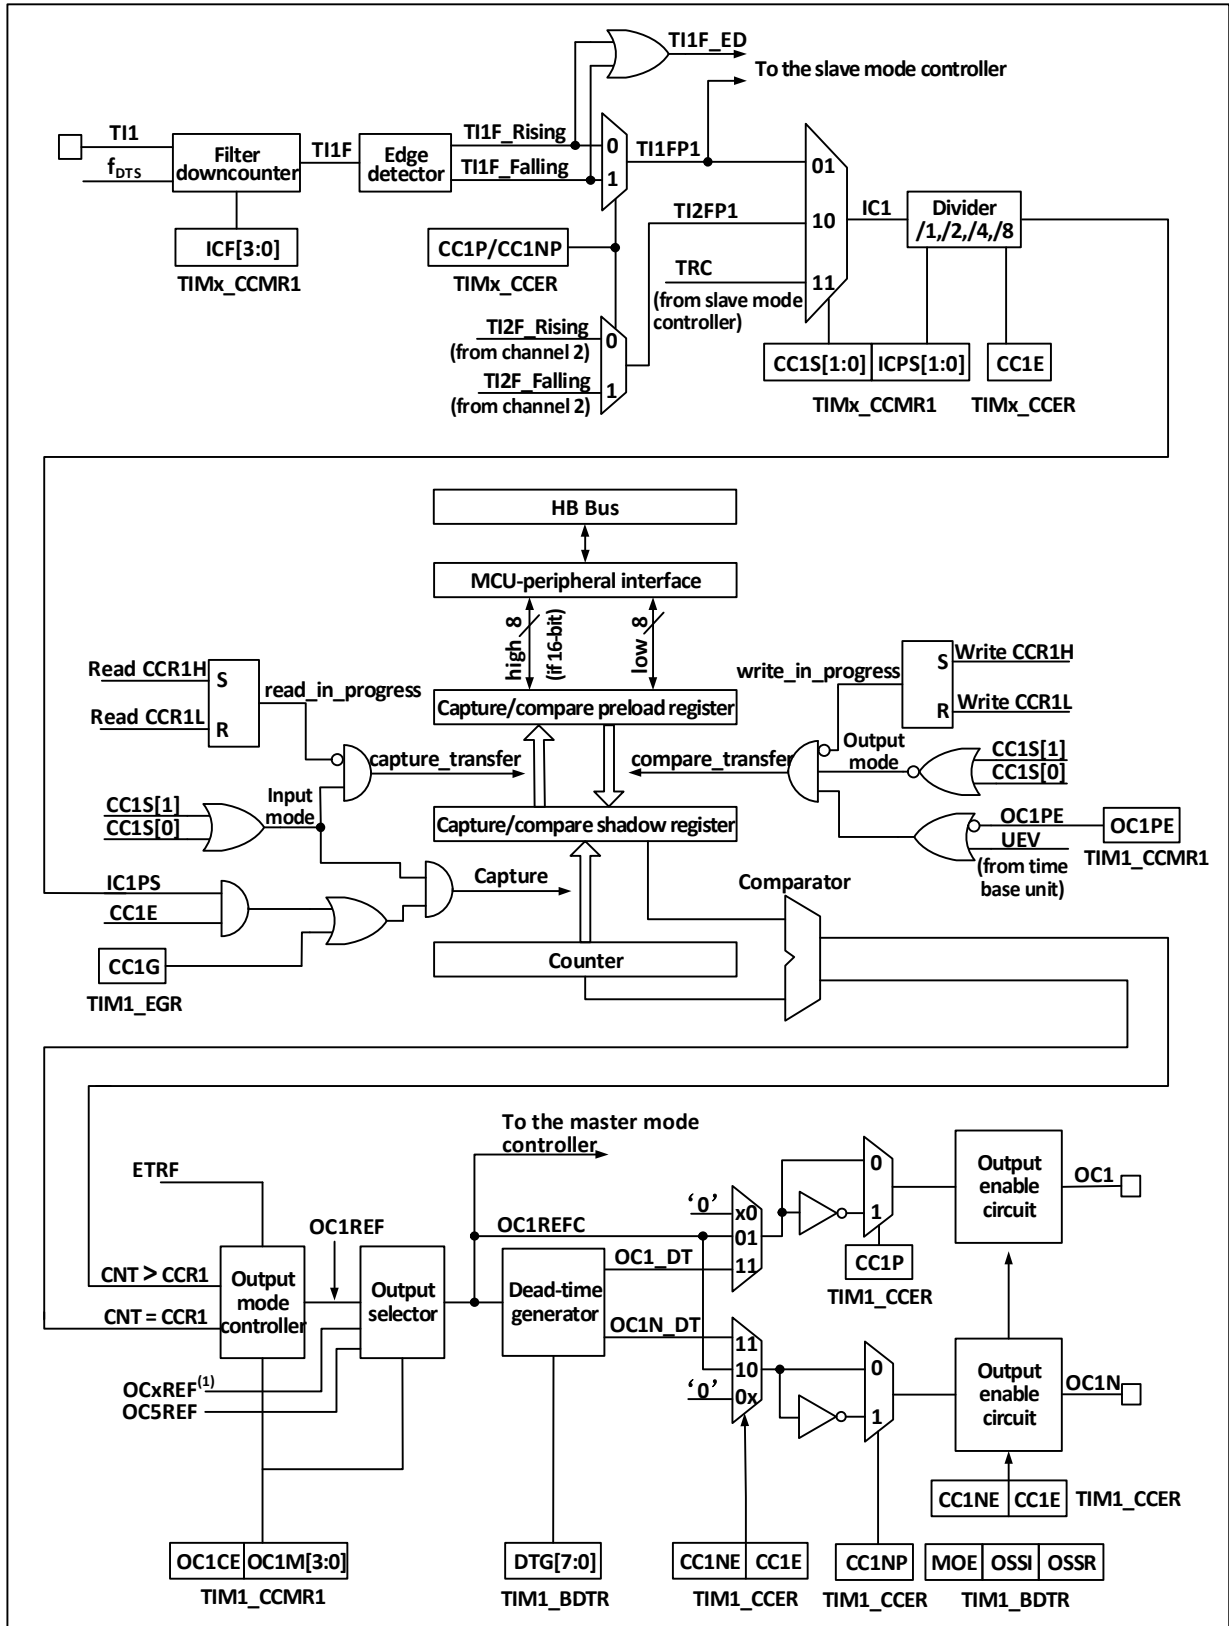 TI1F_ED
To the slave mode controller
TI1
fDTS
Filter
downcounter
TI1F
Edge
detector
TI1F_Rising
TI1F_Falling
0
1
TI1FP1
01
TI2FP1
10
TRC
11
(from slave mode
controller)
IC1
Divider
/1,/2,/4,/8
ICF[3:0]
TIMx_CCMR1
CC1P/CC1NP
TIMx_CCER
TI2F_Rising
(from channel 2)
TI2F_Falling
(from channel 2)
0
1
CC1S[1:0]
ICPS[1:0]
TIMx_CCMR1
CC1E
TIMx_CCER
HB Bus
MCU-peripheral interface
high 8
(if 16-bit)
low 8
Read CCR1H
Read CCR1L
S
R
read_in_progress
Capture/compare preload register
write_in_progress
S
R
Write CCR1H
Write CCR1L
capture_transfer
compare_transfer
Output
mode
CC1S[1]
CC1S[0]
CC1S[1]
CC1S[0]
Input
mode
Capture/compare shadow register
OC1PE
UEV
(from time
base unit)
OC1PE
TIM1_CCMR1
IC1PS
CC1E
CC1G
TIM1_EGR
Capture
Counter
Comparator
To the master mode
controller
ETRF
OC1REF
CNT > CCR1
CNT = CCR1
Output
mode
controller
Output
selector
OCxREF(1)
OC5REF
OC1REFC
Dead-time
generator
OC1_DT
OC1N_DT
‘0’
x0
01
11
11
10
0x
‘0’
0
1
CC1P
TIM1_CCER
0
1
Output
enable
circuit
OC1
Output
enable
circuit
OC1N
CC1NE
CC1E
TIM1_CCER
OC1CE
OC1M[3:0]
TIM1_CCMR1
DTG[7:0]
TIM1_BDTR
CC1NE
CC1E
TIM1_CCER
CC1NP
TIM1_CCER
MOE
OSSI
OSSR
TIM1_BDTR